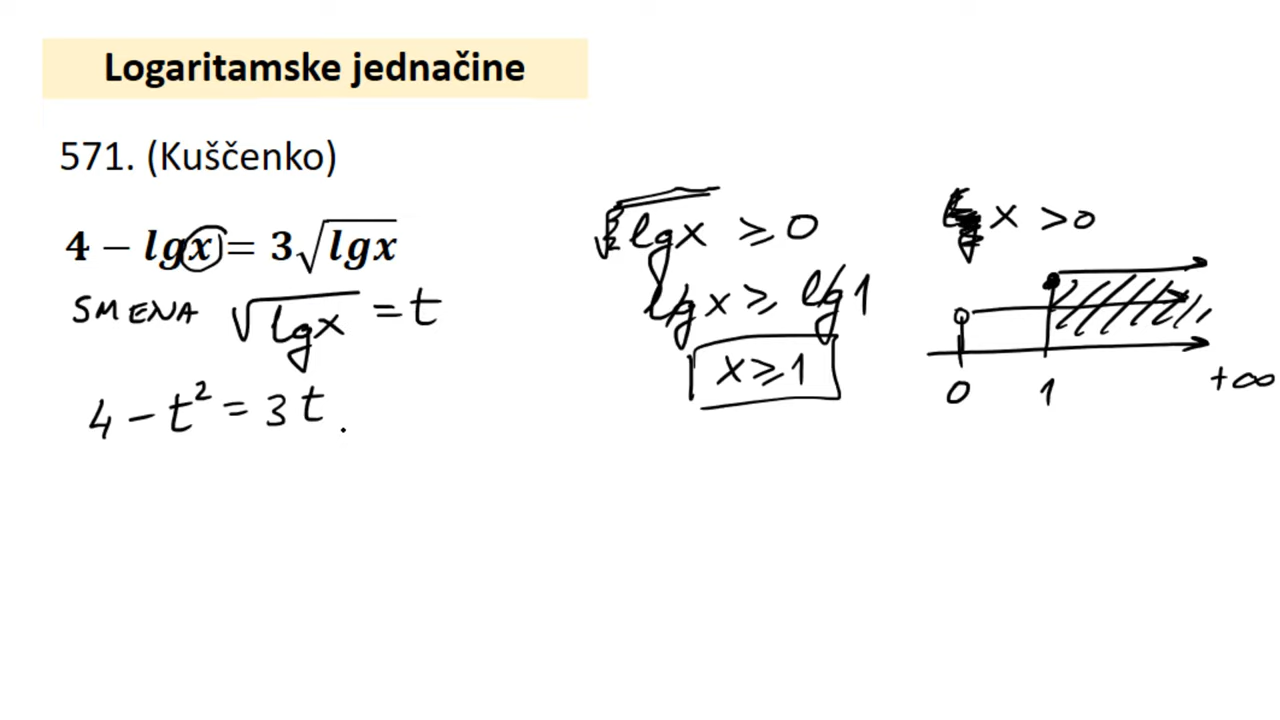 Logaritamske jednačine
571. (Kuščenko)
4 − lgx = 3√lgx
SMENA √lgx = t
4 − t² = 3t.
√lgx ≥ 0
lgx ≥ lg1
x ≥ 1
x > 0
0 1 +∞